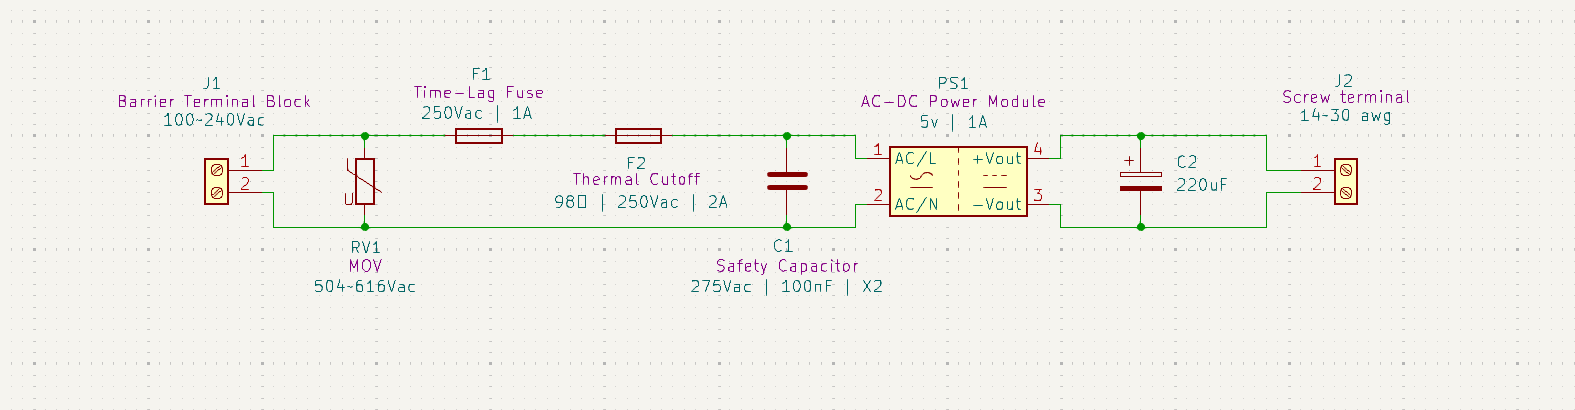 J1
Barrier Terminal Block
100~240Vac
1
2
RV1
MOV
504~616Vac
U
F1
Time-Lag Fuse
250Vac | 1A
F2
Thermal Cutoff
98□ | 250Vac | 2A
C1
Safety Capacitor
275Vac | 100nF | X2
PS1
AC-DC Power Module
5v | 1A
1
AC/L
+Vout
4
2
AC/N
-Vout
3
+
C2
220uF
J2
Screw terminal
14~30 awg
1
2